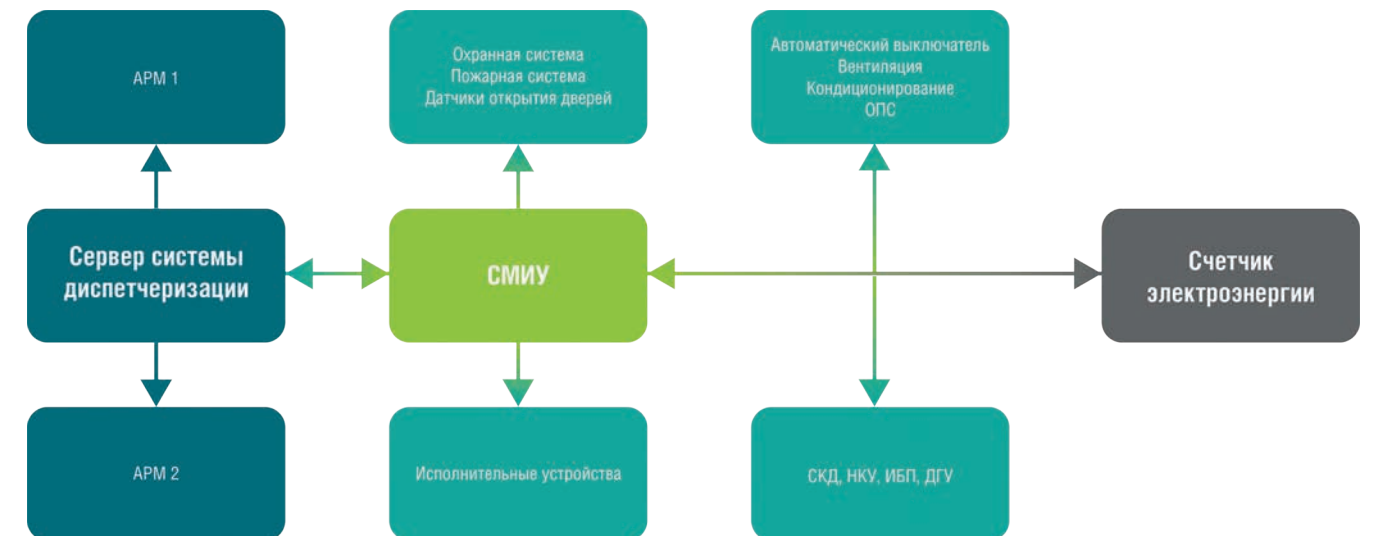 АРМ 1
Охранная система
Пожарная система
Датчики открытия дверей
Автоматический выключатель
Вентиляция
Кондиционирование
ОПС
Сервер системы
диспетчеризации
СМИУ
Счетчик
электроэнергии
АРМ 2
Исполнительные устройства
СКД, НКУ, ИБП, ДГУ